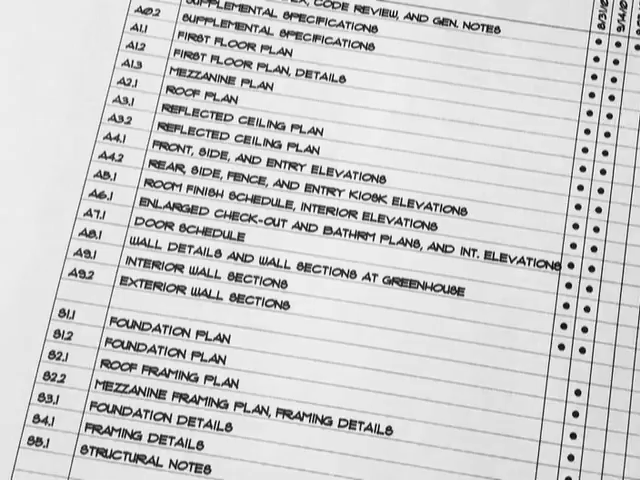 CODE REVIEW, AND GEN. NOTES
SUPPLEMENTAL SPECIFICATIONS
A0.2 SUPPLEMENTAL SPECIFICATIONS
A1.1 FIRST FLOOR PLAN
A1.2 FIRST FLOOR PLAN, DETAILS
A1.3 MEZZANINE PLAN
A2.1 ROOF PLAN
A3.1 REFLECTED CEILING PLAN
A3.2 REFLECTED CEILING PLAN
A4.1 FRONT, SIDE, AND ENTRY ELEVATIONS
A4.2 REAR, SIDE, FENCE, AND ENTRY KIOSK ELEVATIONS
A5.1 ROOM FINISH SCHEDULE, INTERIOR ELEVATIONS
A6.1 ENLARGED CHECK-OUT AND BATHRM PLANS, AND INT. ELEVATIONS
A7.1 DOOR SCHEDULE
A8.1 WALL DETAILS AND WALL SECTIONS AT GREENHOUSE
A9.1 INTERIOR WALL SECTIONS
A9.2 EXTERIOR WALL SECTIONS
S1.1 FOUNDATION PLAN
S1.2 FOUNDATION PLAN
S2.1 ROOF FRAMING PLAN
S2.2 MEZZANINE FRAMING PLAN, FRAMING DETAILS
S3.1 FOUNDATION DETAILS
S4.1 FRAMING DETAILS
S5.1 STRUCTURAL NOTES